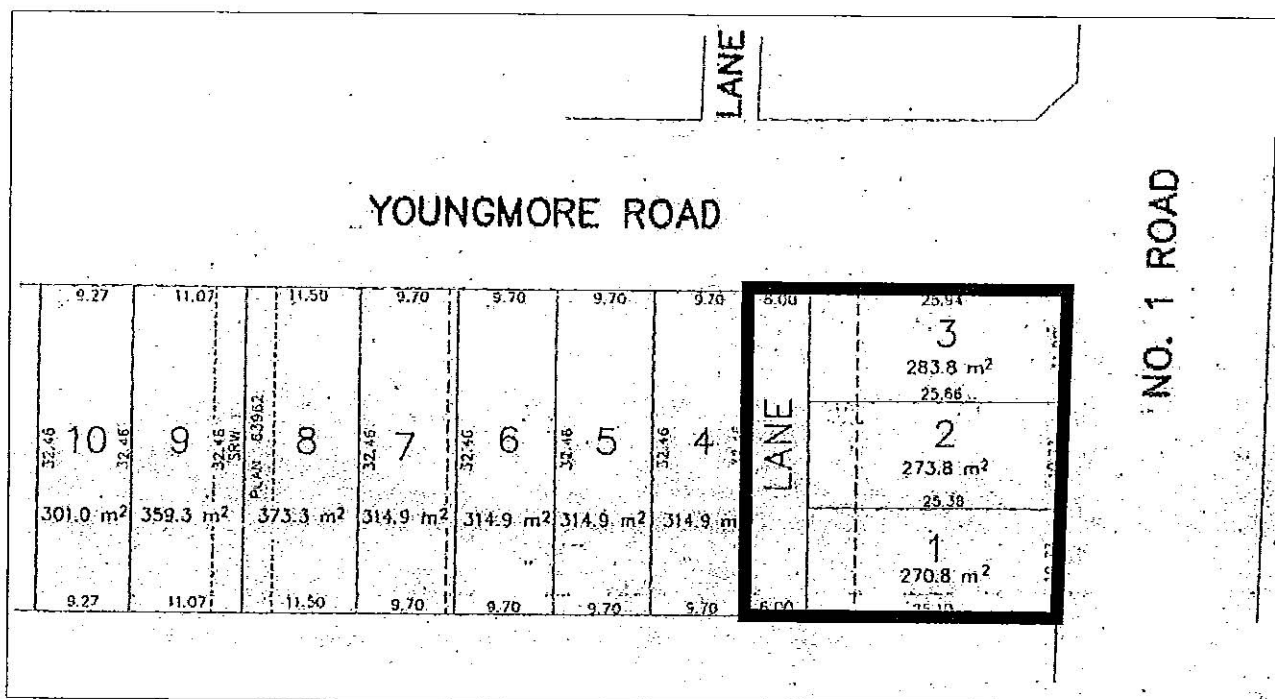 LANE
YOUNGMORE ROAD
NO. 1 ROAD
9.27 11.07 11.50 9.70 9.70 9.70 9.70 6.00 25.94
3
283.8 m²
25.66
32.46 10 32.46 9 32.46 8 32.46 7 32.46 6 32.46 5 32.46 4 LANE 2
SRW
PLAN 63962
273.8 m²
25.38
301.0 m² 359.3 m² 373.3 m² 314.9 m² 314.9 m² 314.9 m² 314.9 m
1
270.8 m²
9.27 11.07 11.50 9.70 9.70 9.70 9.70 6.00